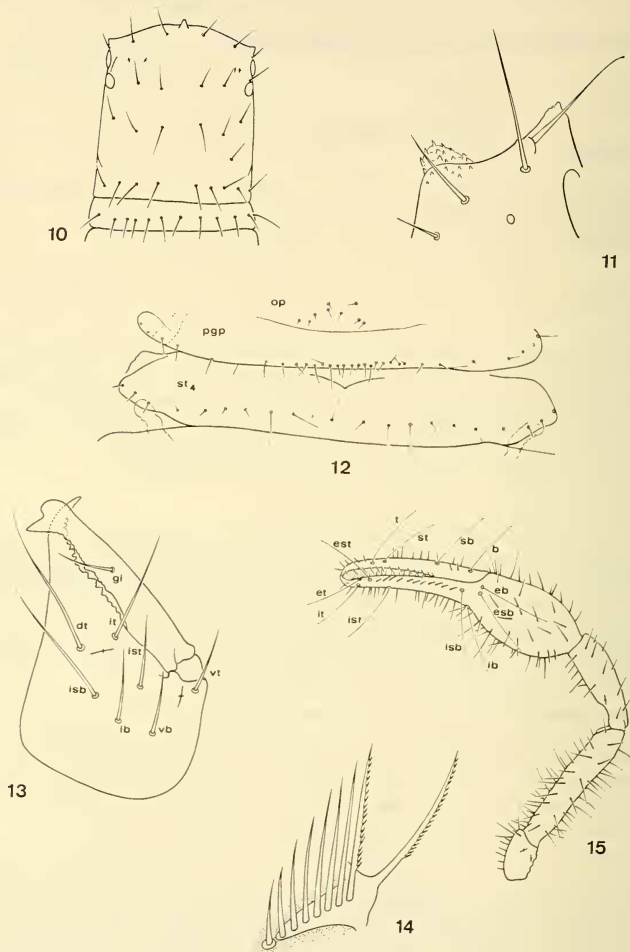 10
11
op
pgp
st4
12
gl
dt
it
ist
isb
ib
vb
vt
13
t
st
sb
b
est
et
it
ist
eb
esb
isb
ib
15
14